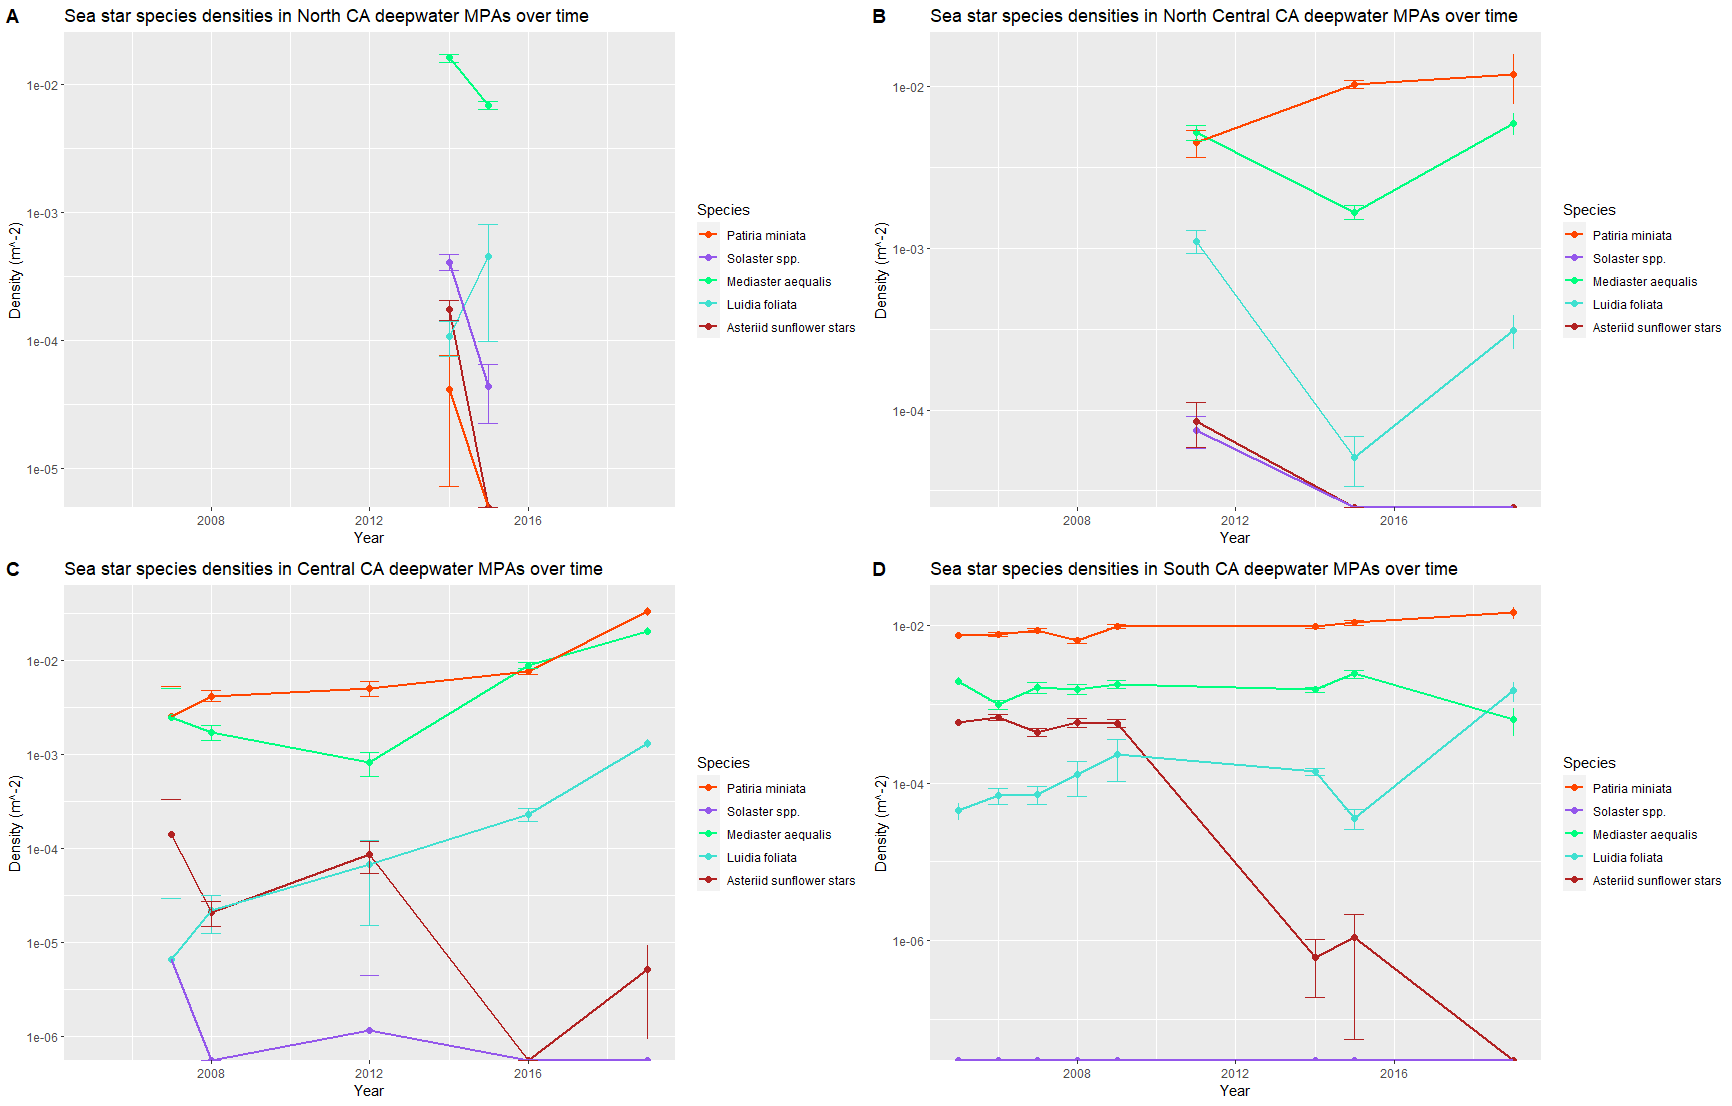 A Sea star species densities in North CA deepwater MPAs over time
Density (m^-2)
1e-02
1e-03
1e-04
1e-05
2008 2012 2016
Year
Species
Patiria miniata
Solaster spp.
Mediaster aequalis
Luidia foliata
Asteriid sunflower stars
B Sea star species densities in North Central CA deepwater MPAs over time
Density (m^-2)
1e-02
1e-03
1e-04
2008 2012 2016
Year
Species
Patiria miniata
Solaster spp.
Mediaster aequalis
Luidia foliata
Asteriid sunflower stars
C Sea star species densities in Central CA deepwater MPAs over time
Density (m^-2)
1e-02
1e-03
1e-04
1e-05
1e-06
2008 2012 2016
Year
Species
Patiria miniata
Solaster spp.
Mediaster aequalis
Luidia foliata
Asteriid sunflower stars
D Sea star species densities in South CA deepwater MPAs over time
Density (m^-2)
1e-02
1e-04
1e-06
2008 2012 2016
Year
Species
Patiria miniata
Solaster spp.
Mediaster aequalis
Luidia foliata
Asteriid sunflower stars